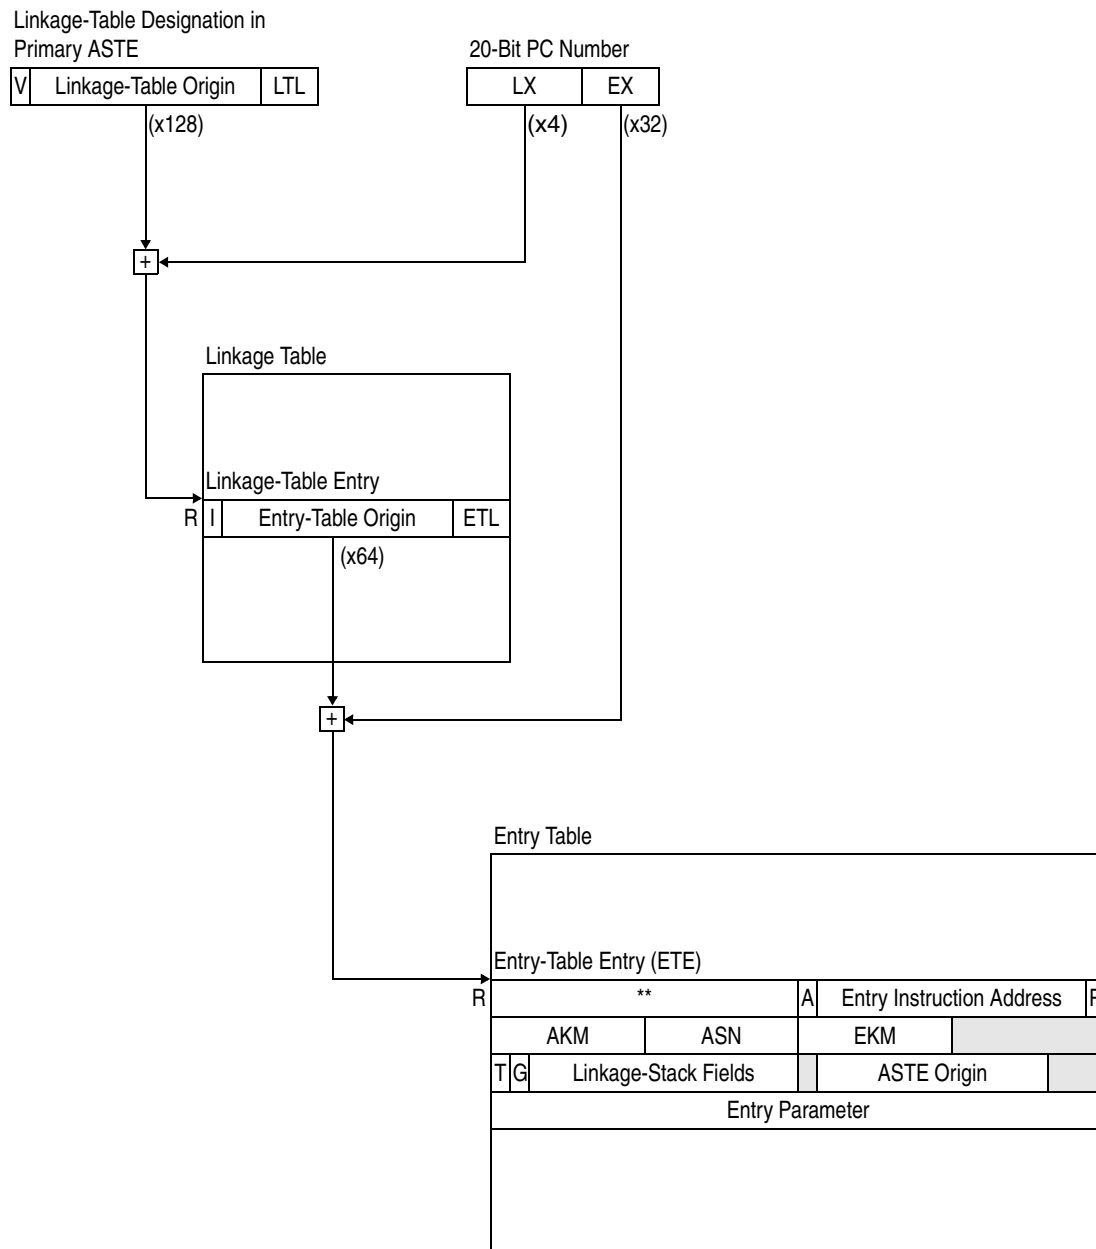 Linkage-Table Designation in
Primary ASTE
20-Bit PC Number
V Linkage-Table Origin LTL
LX EX
(x128)
(x4) (x32)
+
Linkage Table
Linkage-Table Entry
R I Entry-Table Origin ETL
(x64)
+
Entry Table
Entry-Table Entry (ETE)
R ** A Entry Instruction Address
AKM ASN EKM
T G Linkage-Stack Fields ASTE Origin
Entry Parameter